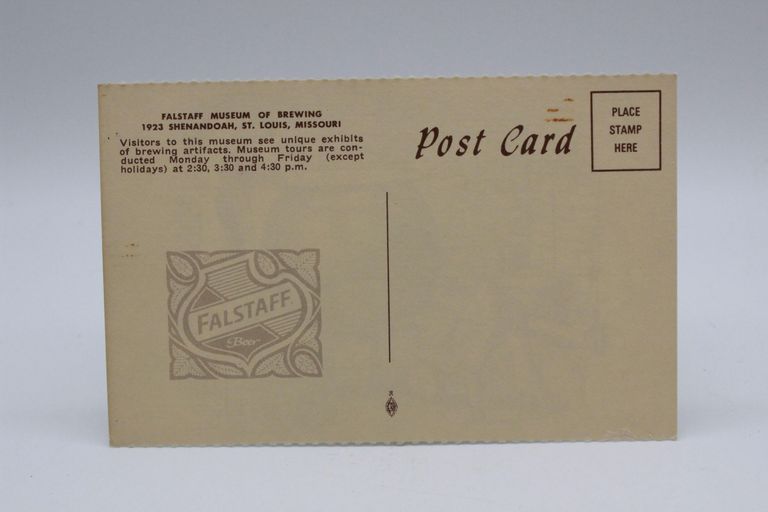 FALSTAFF MUSEUM OF BREWING
1923 SHENANDOAH, ST. LOUIS, MISSOURI
Visitors to this museum see unique exhibits
of brewing artifacts. Museum tours are con-
ducted Monday through Friday (except
holidays) at 2:30, 3:30 and 4:30 p.m.
Post Card
PLACE
STAMP
HERE
FALSTAFF
Beer